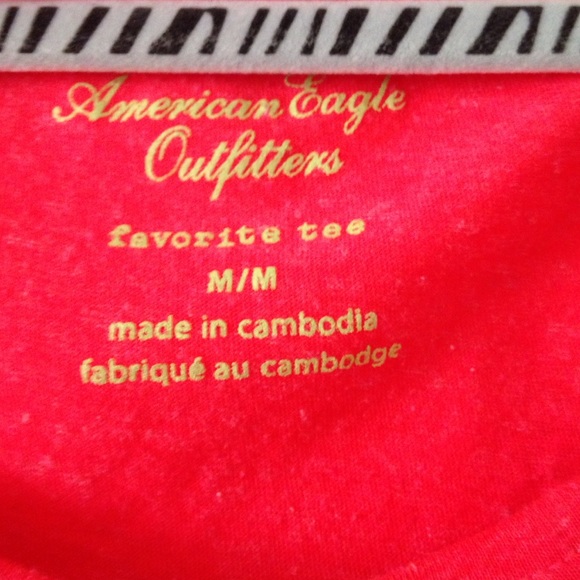 American Eagle
Outfitters
favorite tee
M/M
made in cambodia
fabriqué au cambodge